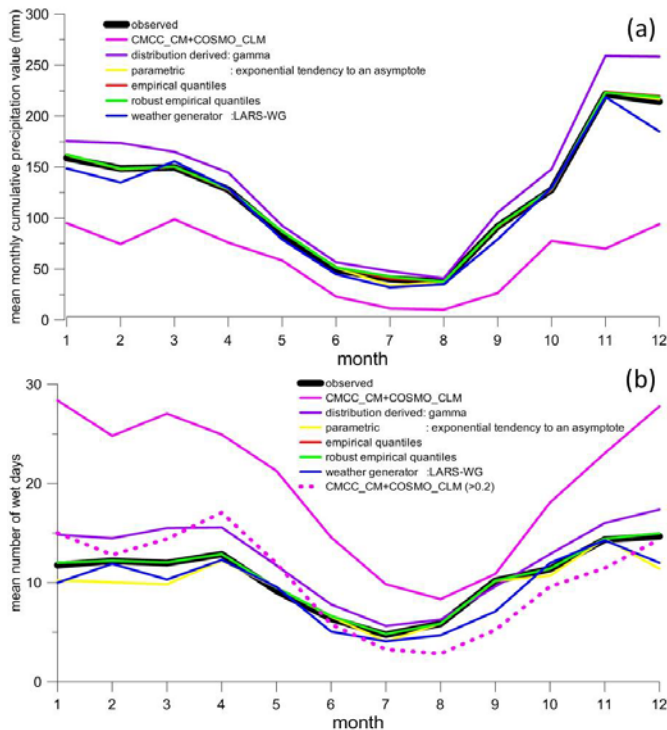 300
250
200
150
100
50
0
mean monthly cumulative precipitation value (mm)
(a)
observed
CMCC_CM+COSMO_CLM
distribution derived: gamma
parametric : exponential tendency to an asymptote
empirical quantiles
robust empirical quantiles
weather generator :LARS-WG
1 2 3 4 5 6 7 8 9 10 11 12
month
30
20
10
0
mean number of wet days
(b)
observed
CMCC_CM+COSMO_CLM
distribution derived: gamma
parametric : exponential tendency to an asymptote
empirical quantiles
robust empirical quantiles
weather generator :LARS-WG
CMCC_CM+COSMO_CLM (>0.2)
1 2 3 4 5 6 7 8 9 10 11 12
month